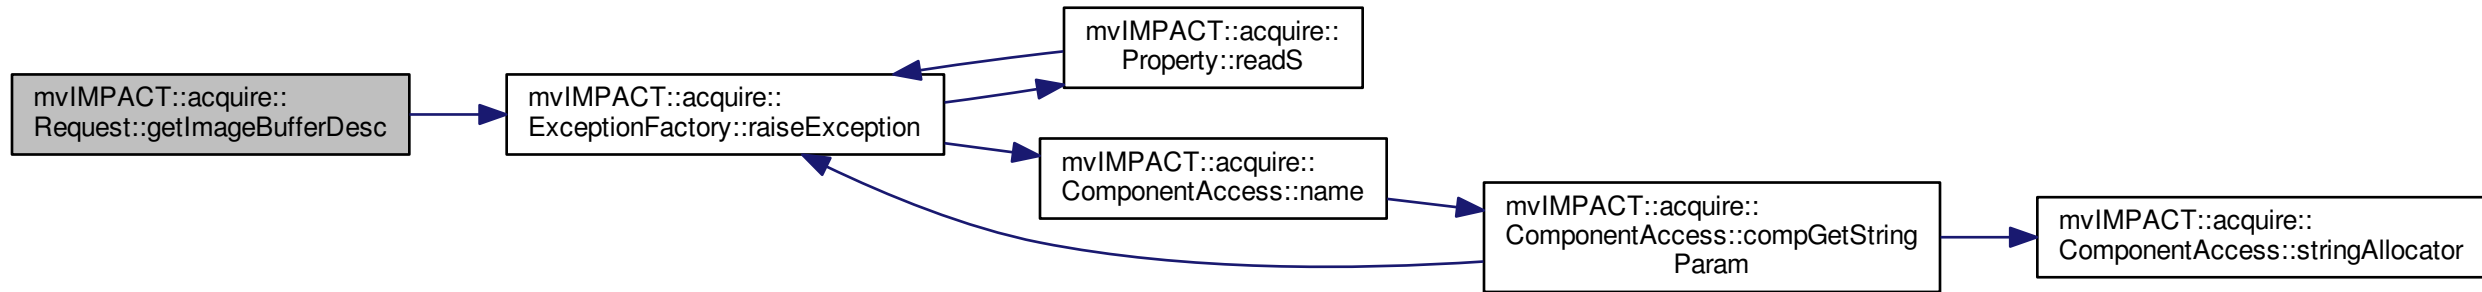 mvIMPACT::acquire::
Request::getImageBufferDesc
mvIMPACT::acquire::
ExceptionFactory::raiseException
mvIMPACT::acquire::
Property::readS
mvIMPACT::acquire::
ComponentAccess::name
mvIMPACT::acquire::
ComponentAccess::compGetString
Param
mvIMPACT::acquire::
ComponentAccess::stringAllocator